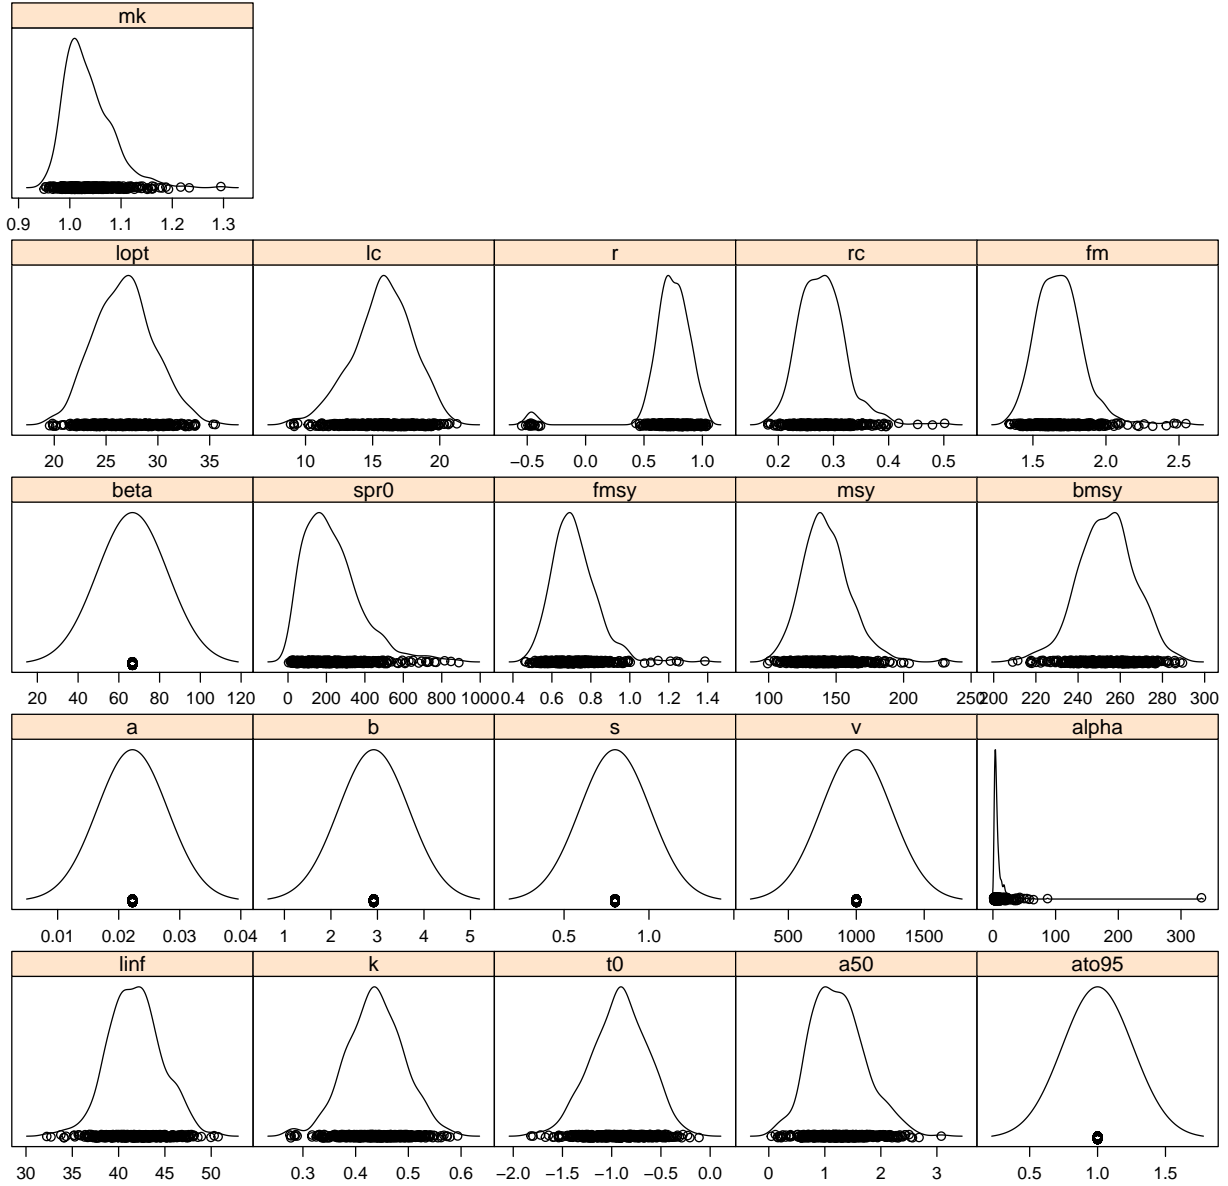 mk
0.9 1.0 1.1 1.2 1.3
lopt lc r rc fm
20 25 30 35 10 15 20 −0.5 0.0 0.5 1.0 0.2 0.3 0.4 0.5 1.5 2.0 2.5
beta spr0 fmsy msy bmsy
20 40 60 80 100 120 0 200 400 600 800 1000 0.4 0.6 0.8 1.0 1.2 1.4 100 150 200 250 200 220 240 260 280 300
a b s v alpha
0.01 0.02 0.03 0.04 1 2 3 4 5 0.5 1.0 500 1000 1500 0 100 200 300
linf k t0 a50 ato95
30 35 40 45 50 0.3 0.4 0.5 0.6 −2.0 −1.5 −1.0 −0.5 0.0 0 1 2 3 0.5 1.0 1.5